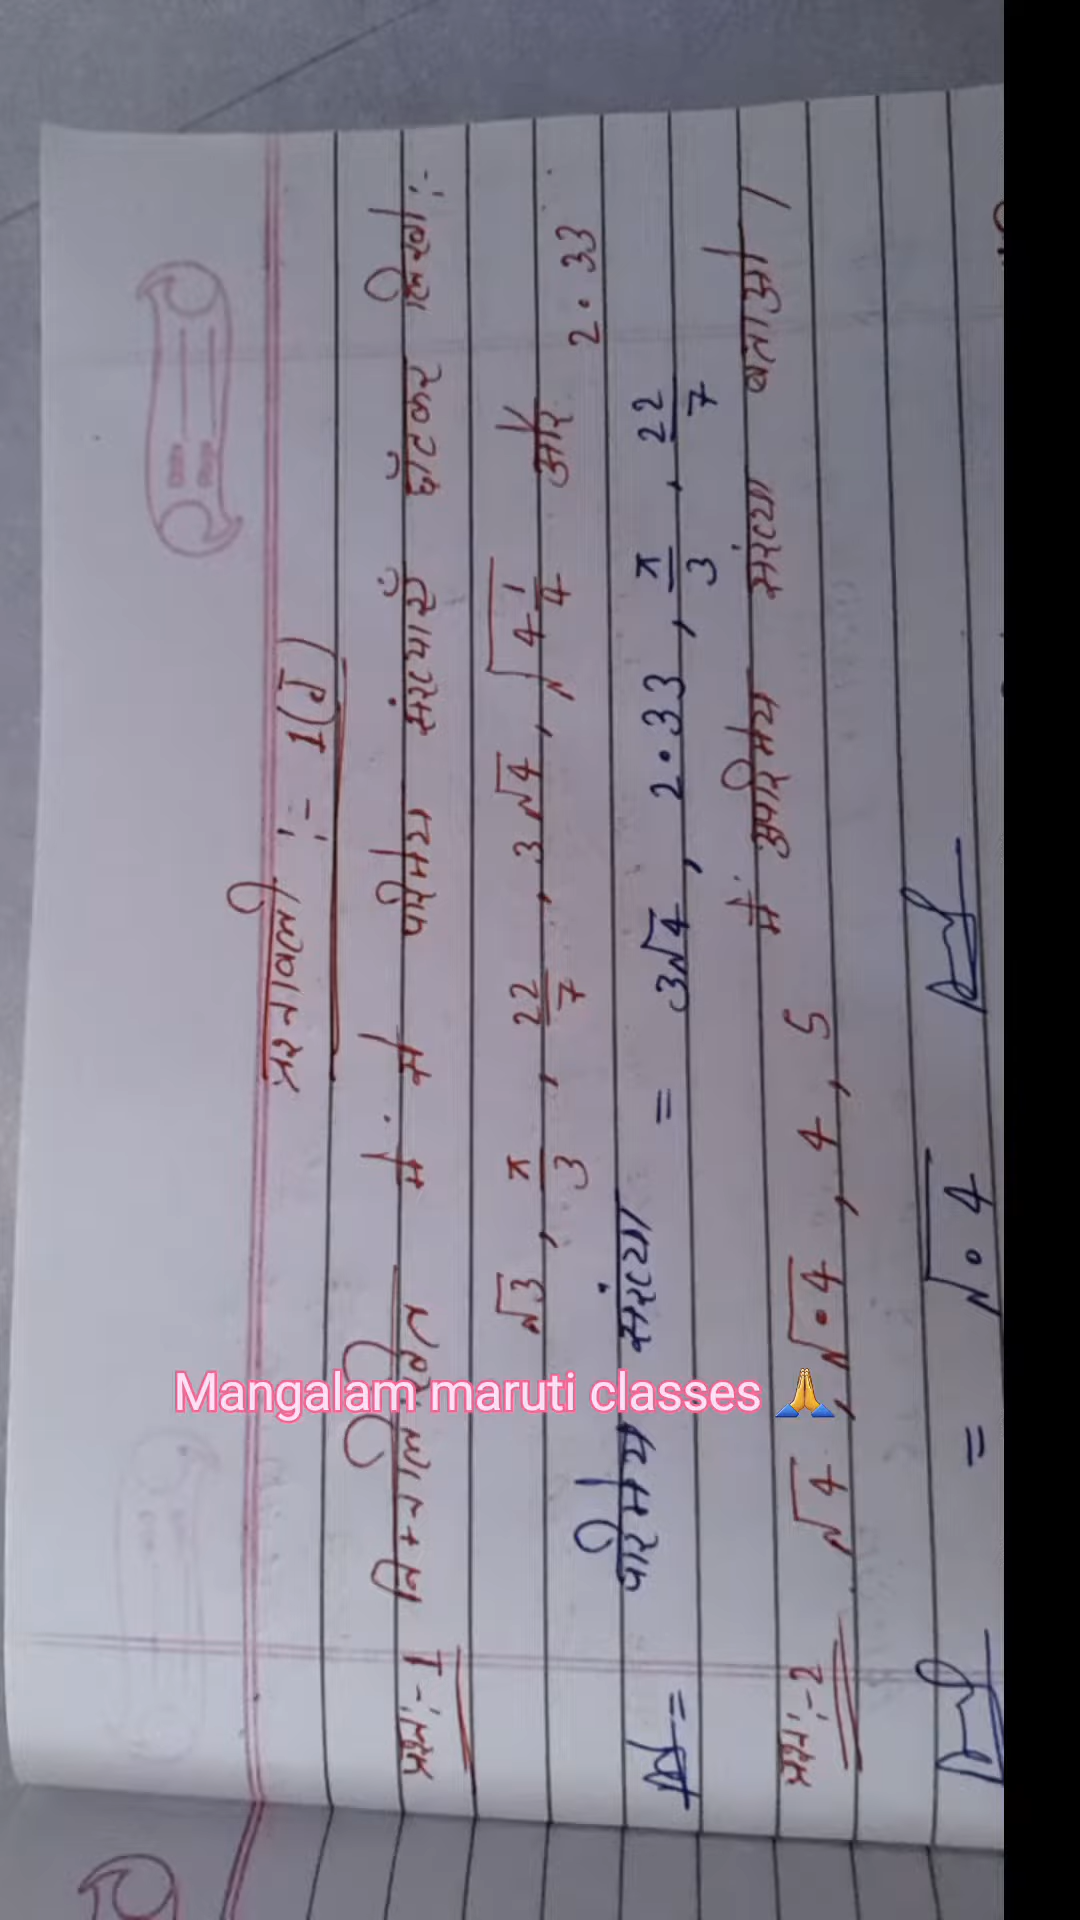 प्रश्नावली :- 1(J)
प्रश्न:- 1 निम्नलिखित में से परिमेय संख्याएँ छाँटकर लिखो :-
√3, π/3, 22/7, 3√4, √4 1/4 और 2.33
परिमेय संख्या = 3√4, 2.33, π/3, 22/7
प्रश्न:- 2 √4, √.4, 4, 5 में अपरिमेय संख्या बताओ।
= √.4
Mangalam maruti classes 🙏